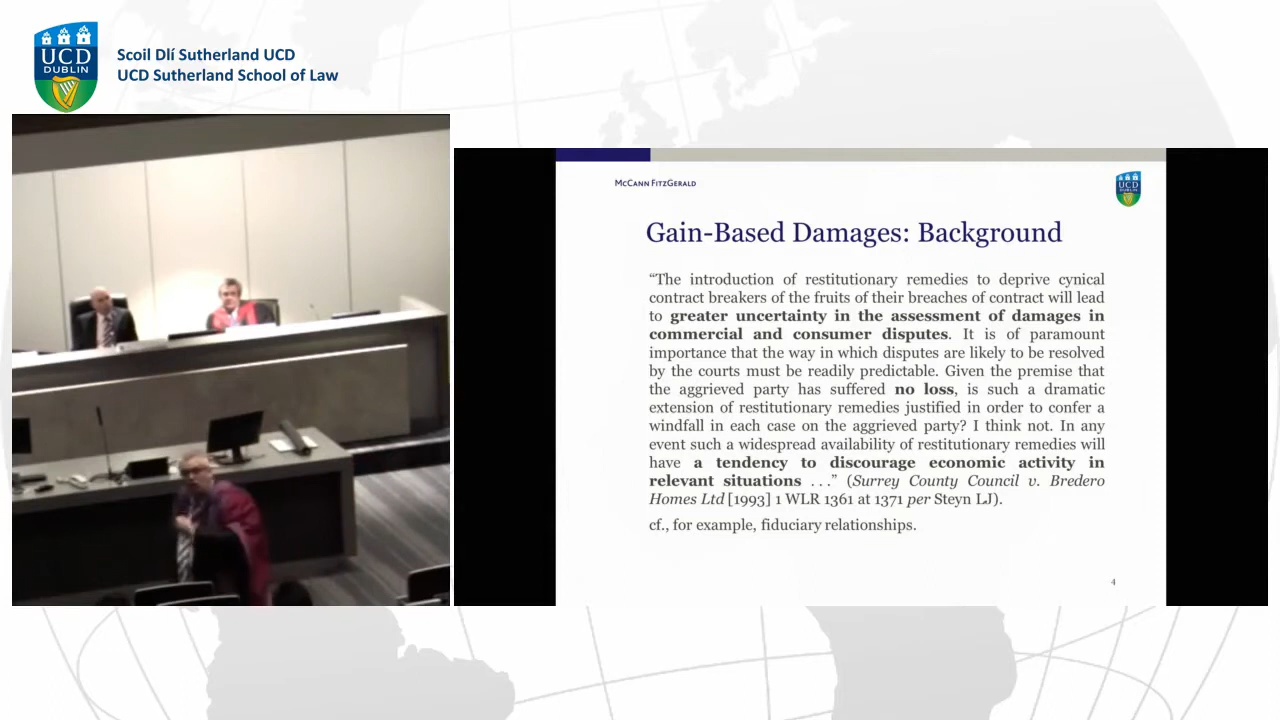 UCD
DUBLIN
Scoil Dlí Sutherland UCD
UCD Sutherland School of Law
McCann FitzGerald
UCD
DUBLIN
Gain-Based Damages: Background
“The introduction of restitutionary remedies to deprive cynical
contract breakers of the fruits of their breaches of contract will lead
to greater uncertainty in the assessment of damages in
commercial and consumer disputes. It is of paramount
importance that the way in which disputes are likely to be resolved
by the courts must be readily predictable. Given the premise that
the aggrieved party has suffered no loss, is such a dramatic
extension of restitutionary remedies justified in order to confer a
windfall in each case on the aggrieved party? I think not. In any
event such a widespread availability of restitutionary remedies will
have a tendency to discourage economic activity in
relevant situations . . .” (Surrey County Council v. Bredero
Homes Ltd [1993] 1 WLR 1361 at 1371 per Steyn LJ).
cf., for example, fiduciary relationships.
4